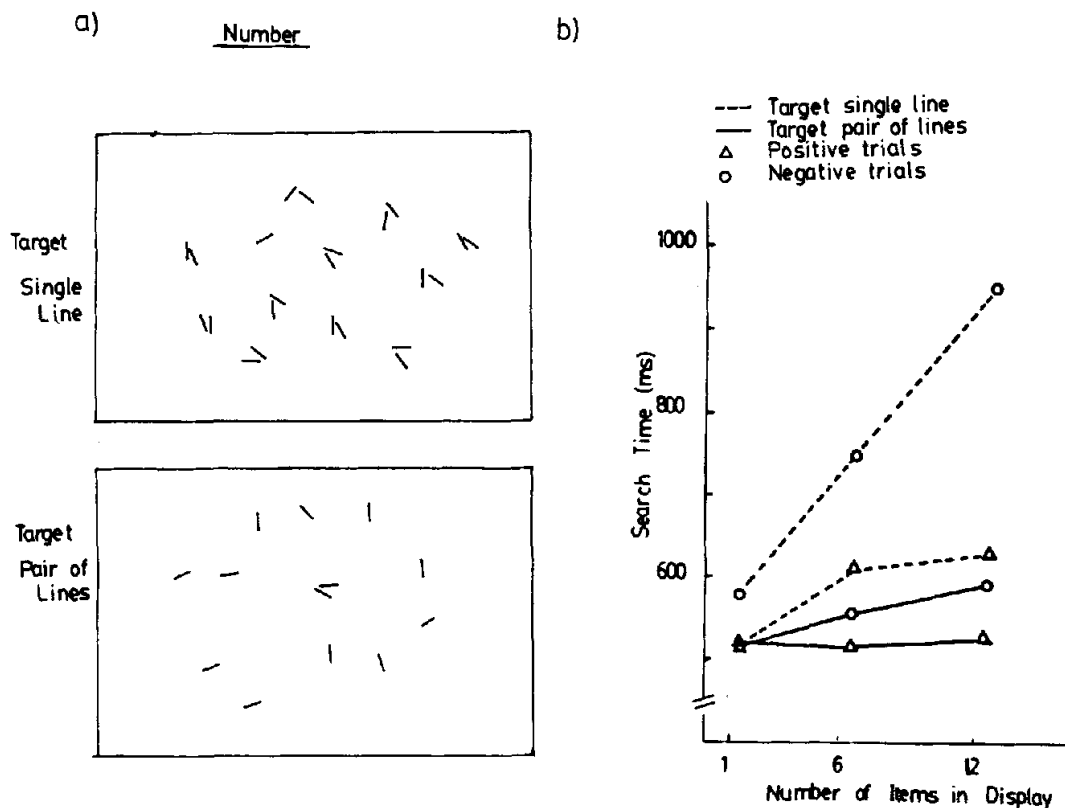 a)
Number
Target
Single
Line
Target
Pair of
Lines
b)
Target single line
Target pair of lines
Positive trials
Negative trials
1000
800
600
Search Time (ms)
1
6
12
Number of Items in Display